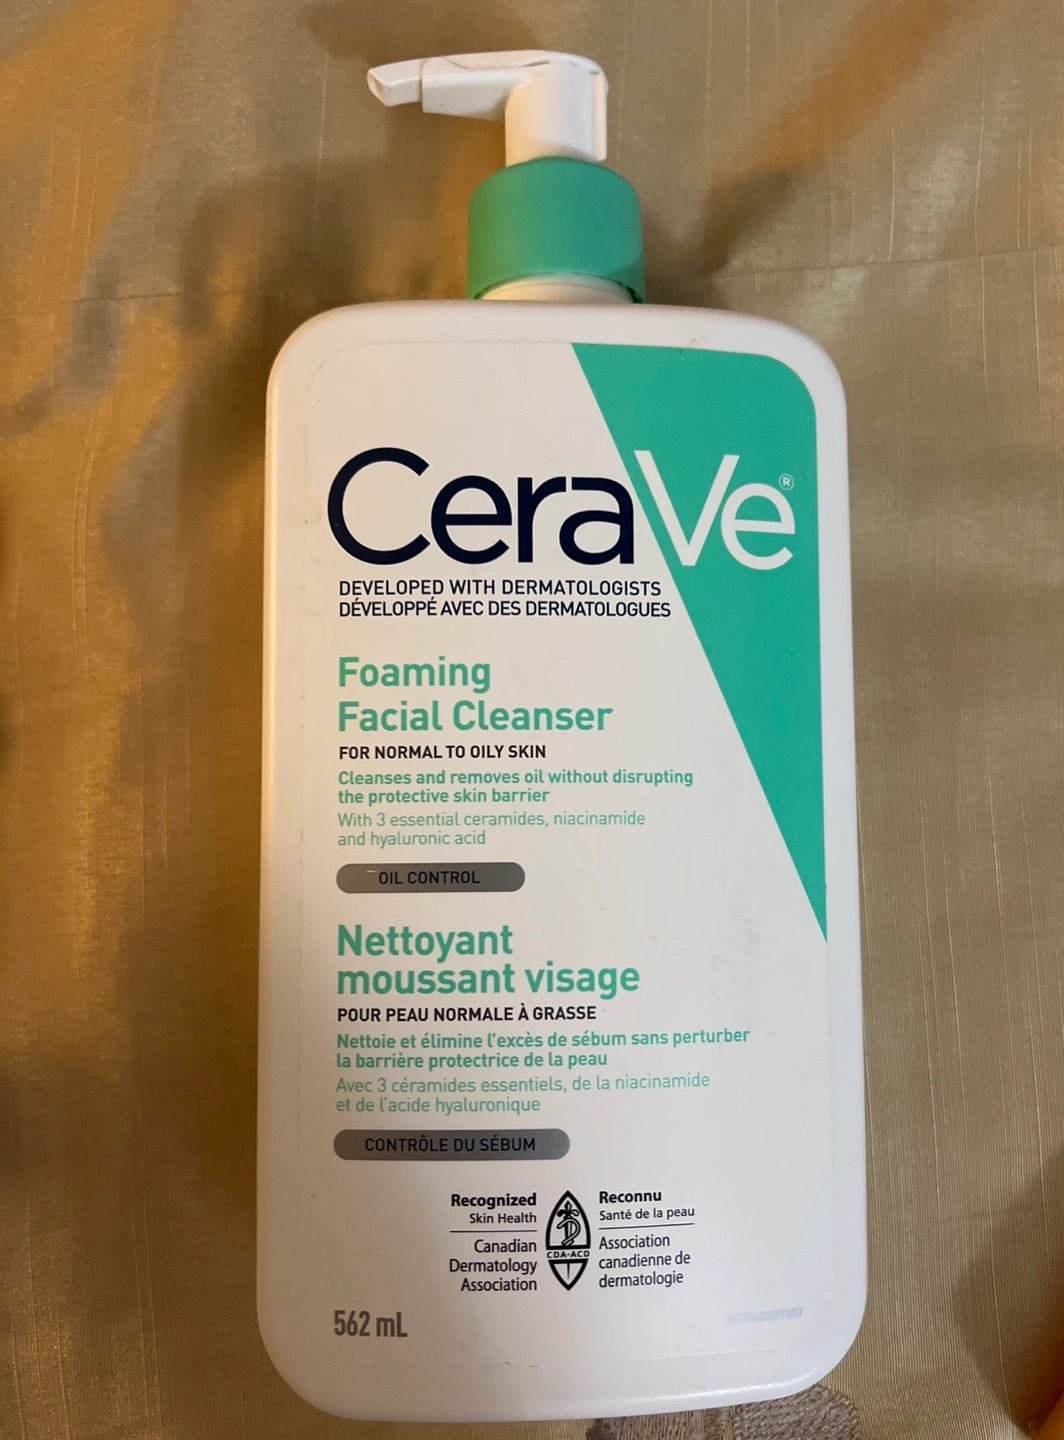 CeraVe®
DEVELOPED WITH DERMATOLOGISTS
DÉVELOPPÉ AVEC DES DERMATOLOGUES
Foaming
Facial Cleanser
FOR NORMAL TO OILY SKIN
Cleanses and removes oil without disrupting
the protective skin barrier
With 3 essential ceramides, niacinamide
and hyaluronic acid
OIL CONTROL
Nettoyant
moussant visage
POUR PEAU NORMALE À GRASSE
Nettoie et élimine l'excès de sébum sans perturber
la barrière protectrice de la peau
Avec 3 céramides essentiels, de la niacinamide
et de l'acide hyaluronique
CONTRÔLE DU SÉBUM
Recognized
Skin Health
Canadian
Dermatology
Association
CDA-ACD
Reconnu
Santé de la peau
Association
canadienne de
dermatologie
562 mL